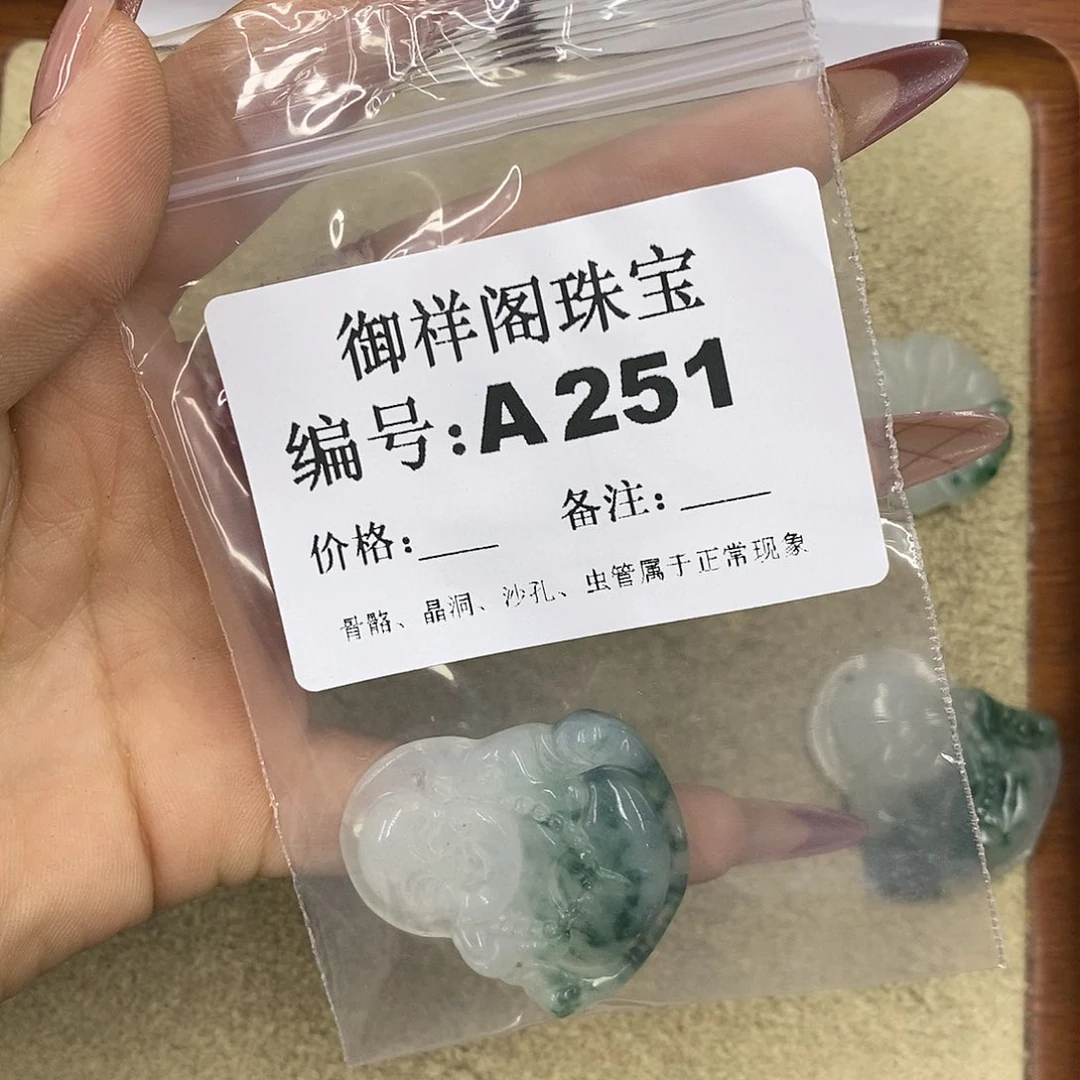 御祥阁珠宝
编号:A251
价格:___ 备注:____
骨骼、晶洞、沙孔、虫管属于正常现象